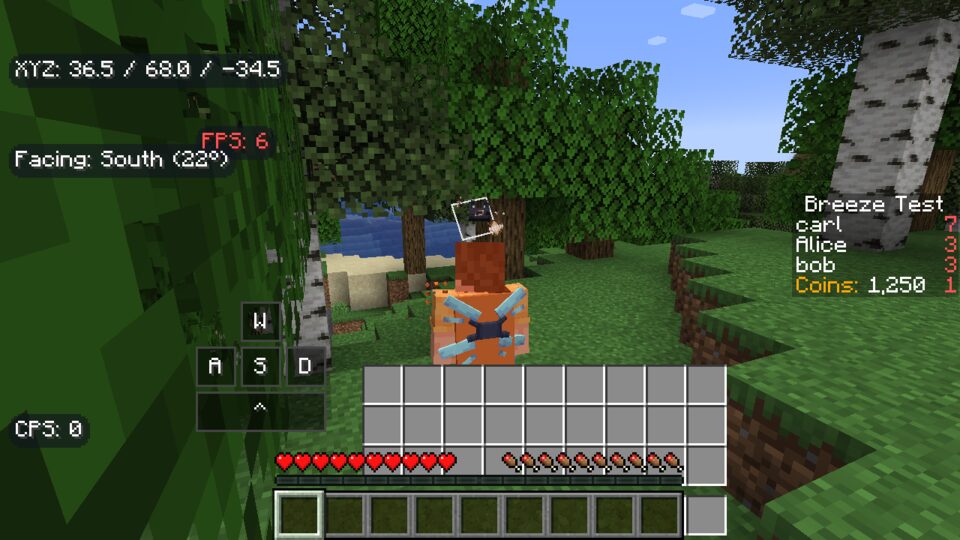 XYZ: 36.5 / 68.0 / -34.5
FPS: 6
Facing: South (22°)
Breeze Test
carl 7
Alice 3
bob 3
Coins: 1,250 1
W
A S D
^
CPS: 0